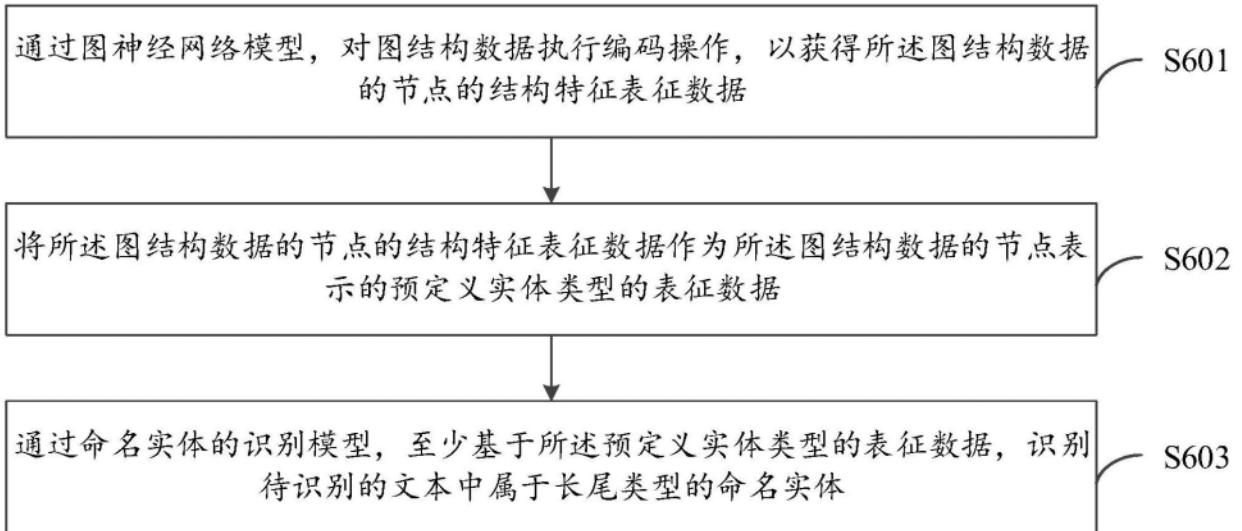 通过图神经网络模型，对图结构数据执行编码操作，以获得所述图结构数据
的节点的结构特征表征数据
S601
将所述图结构数据的节点的结构特征表征数据作为所述图结构数据的节点表
示的预定义实体类型的表征数据
S602
通过命名实体的识别模型，至少基于所述预定义实体类型的表征数据，识别
待识别的文本中属于长尾类型的命名实体
S603